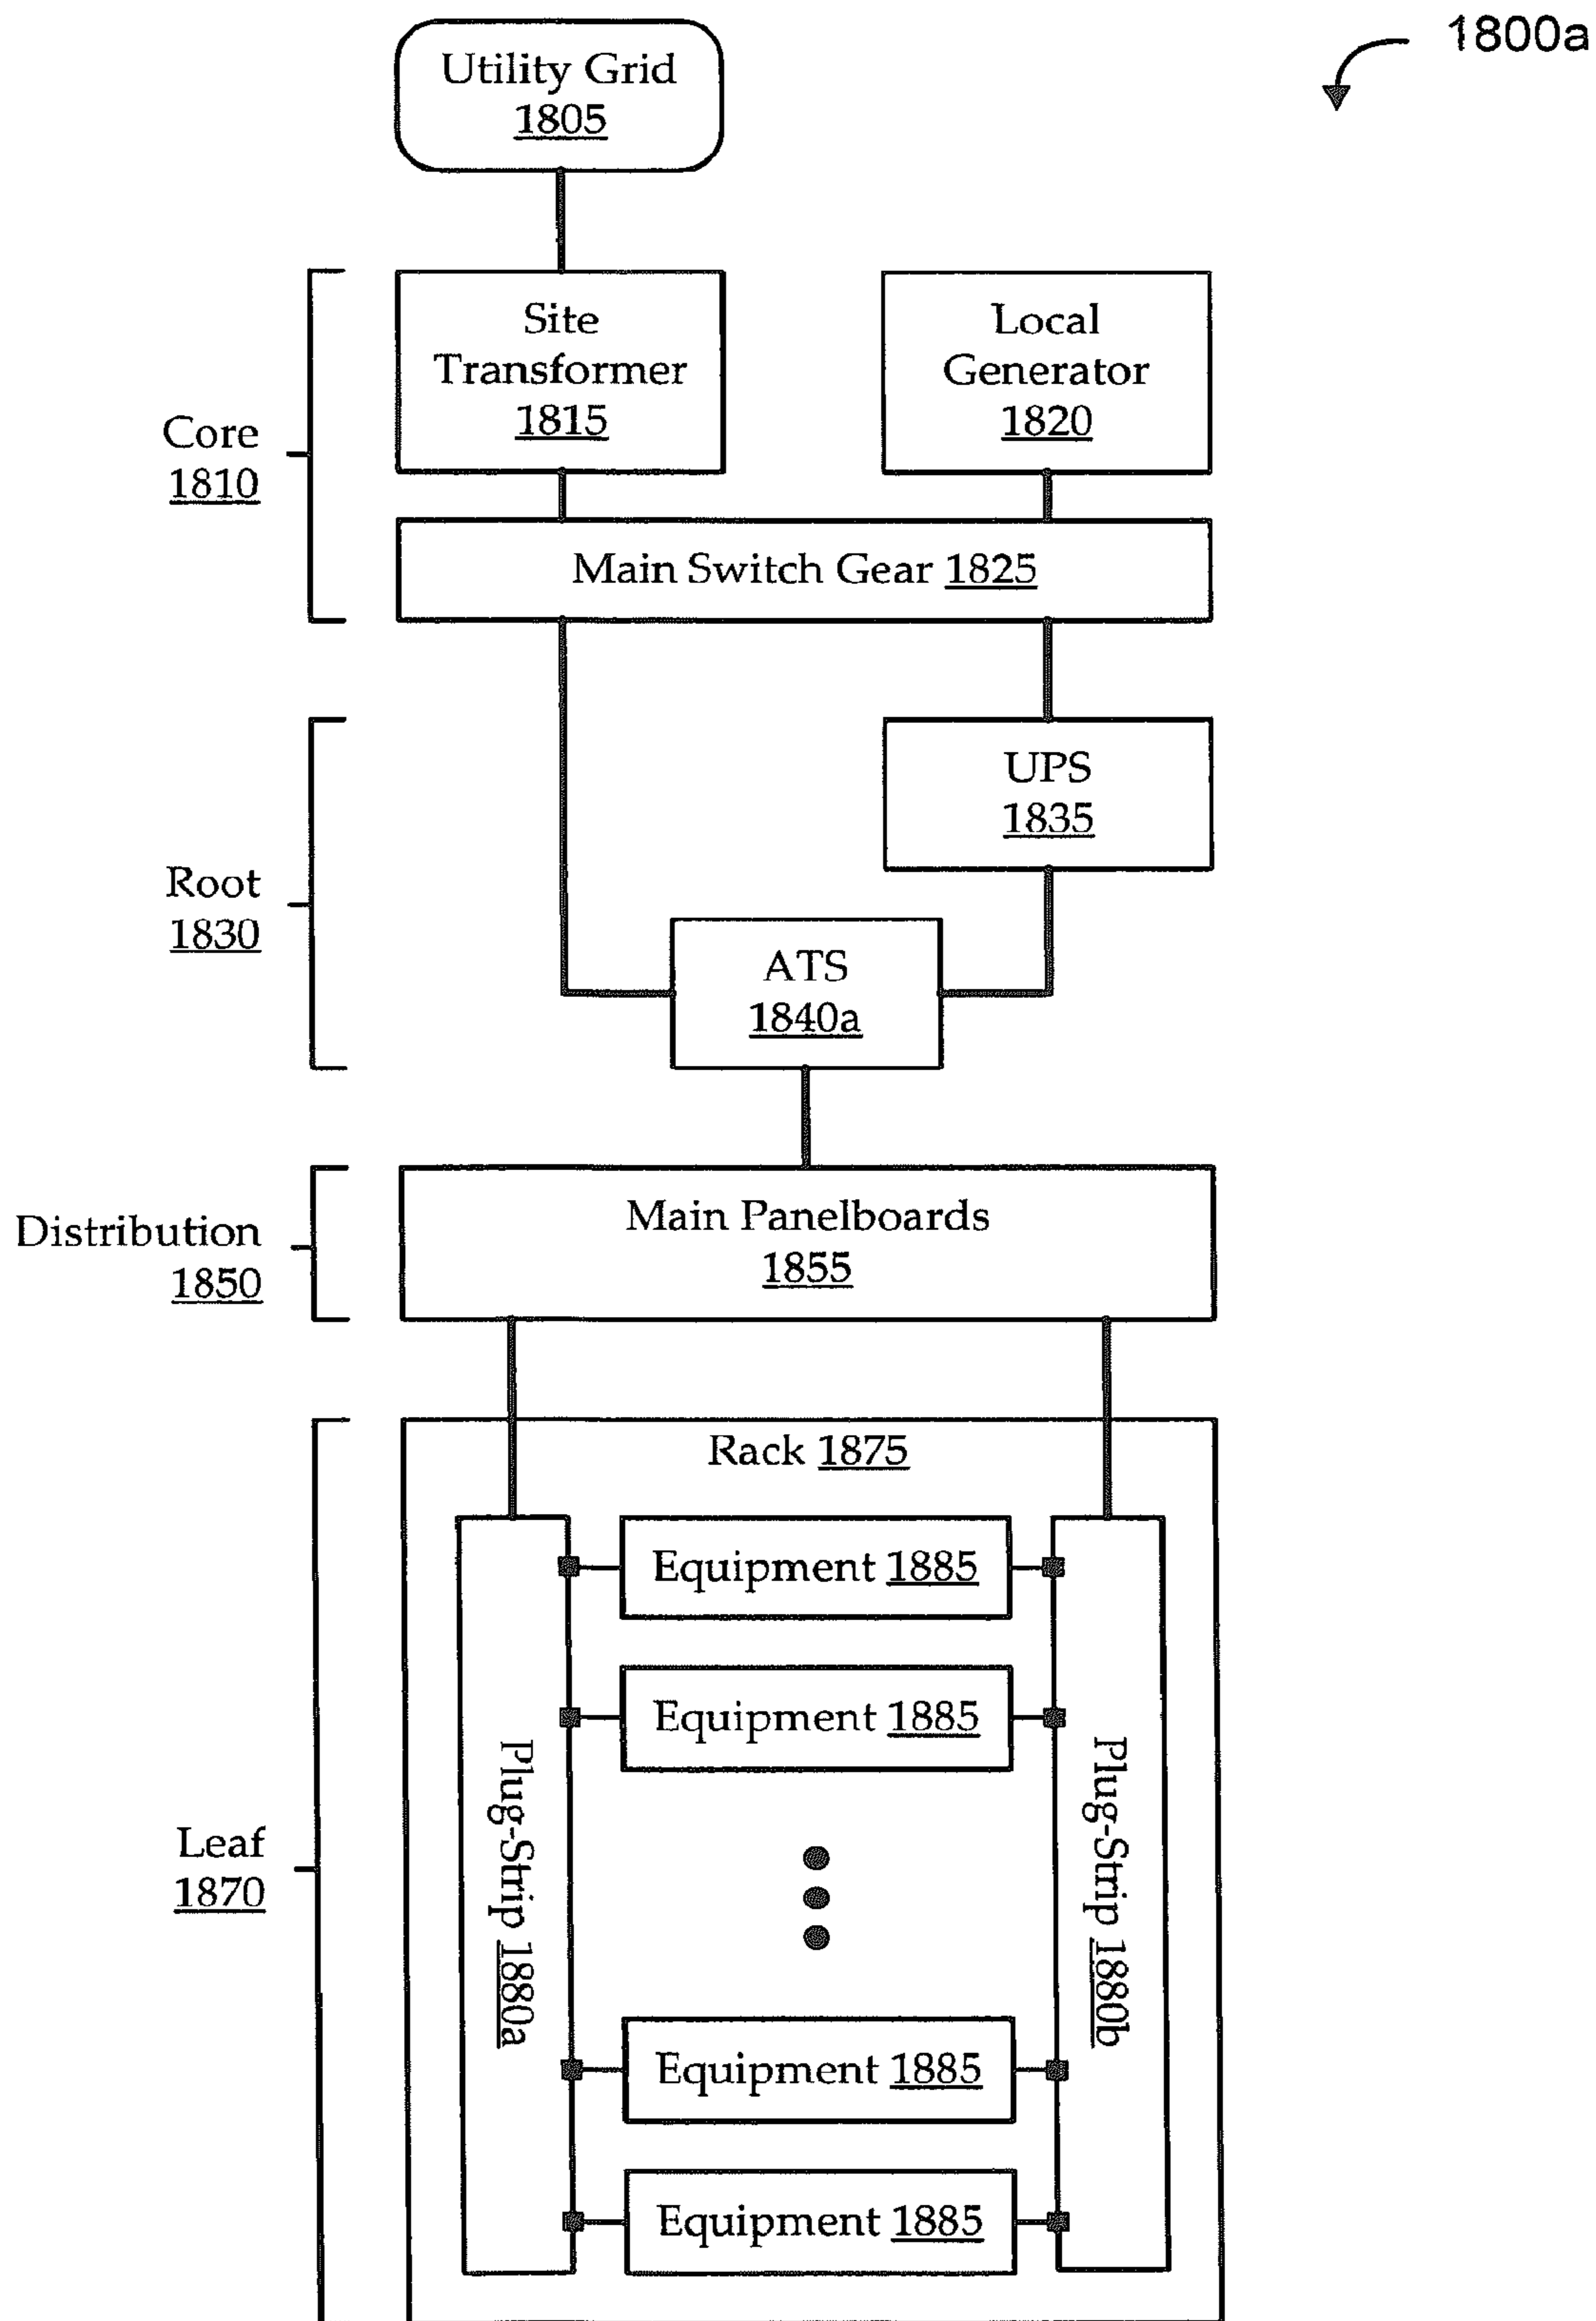 1800a
Utility Grid
1805
Site
Transformer
1815
Local
Generator
1820
Core
1810
Main Switch Gear 1825
UPS
1835
Root
1830
ATS
1840a
Distribution
1850
Main Panelboards
1855
Rack 1875
Equipment 1885
Equipment 1885
Leaf
1870
Plug-Strip 1880a
Plug-Strip 1880b
Equipment 1885
Equipment 1885